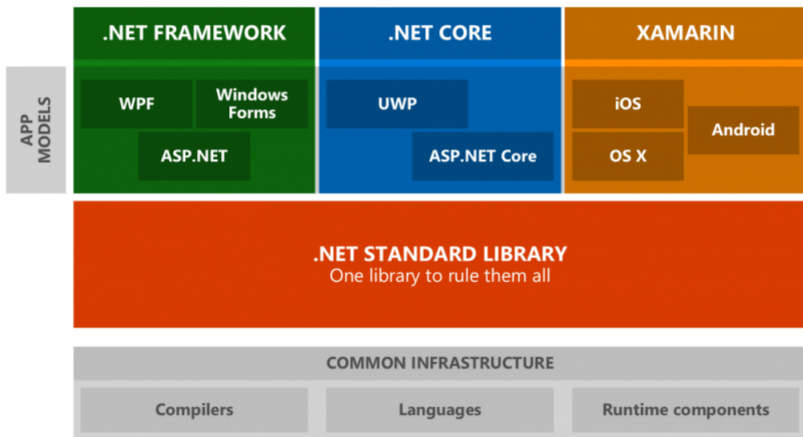 .NET FRAMEWORK
.NET CORE
XAMARIN
APP
MODELS
WPF
Windows
Forms
ASP.NET
UWP
ASP.NET Core
iOS
Android
OS X
.NET STANDARD LIBRARY
One library to rule them all
COMMON INFRASTRUCTURE
Compilers
Languages
Runtime components